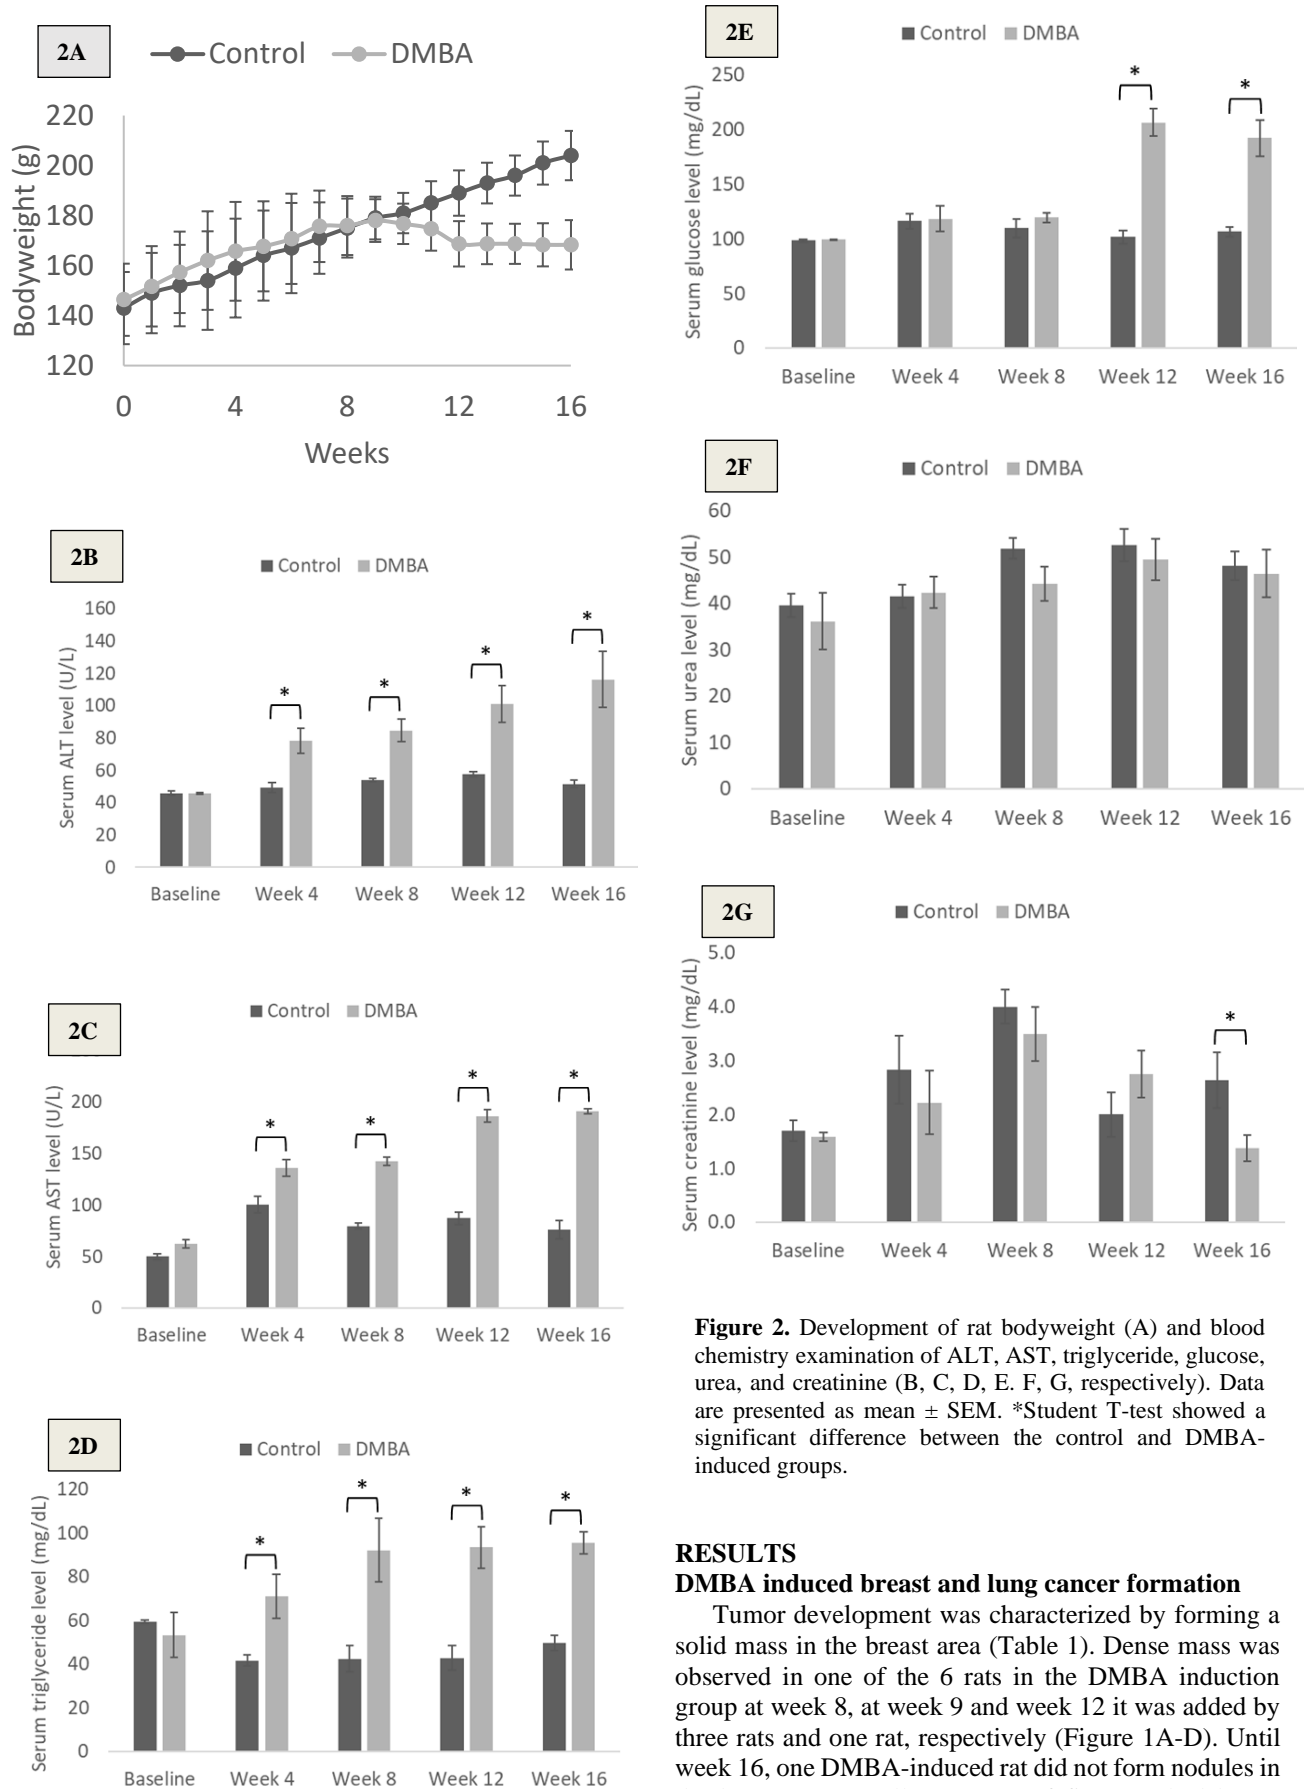 2A
Control DMBA
Bodyweight (g)
220
200
180
160
140
120
0 4 8 12 16
Weeks
2B
Control DMBA
Serum ALT level (U/L)
160
140
120
100
80
60
40
20
0
* * * *
Baseline Week 4 Week 8 Week 12 Week 16
2C
Control DMBA
Serum AST level (U/L)
200
150
100
50
0
* * * *
Baseline Week 4 Week 8 Week 12 Week 16
2D
Control DMBA
Serum triglyceride level (mg/dL)
120
100
80
60
40
20
0
* * * *
Baseline Week 4 Week 8 Week 12 Week 16
2E
Control DMBA
Serum glucose level (mg/dL)
250
200
150
100
50
0
* *
Baseline Week 4 Week 8 Week 12 Week 16
2F
Control DMBA
Serum urea level (mg/dL)
60
50
40
30
20
10
0
Baseline Week 4 Week 8 Week 12 Week 16
2G
Control DMBA
Serum creatinine level (mg/dL)
5.0
4.0
3.0
2.0
1.0
0.0
*
Baseline Week 4 Week 8 Week 12 Week 16
Figure 2. Development of rat bodyweight (A) and blood
chemistry examination of ALT, AST, triglyceride, glucose,
urea, and creatinine (B, C, D, E. F, G, respectively). Data
are presented as mean ± SEM. *Student T-test showed a
significant difference between the control and DMBA-
induced groups.
RESULTS
DMBA induced breast and lung cancer formation
Tumor development was characterized by forming a
solid mass in the breast area (Table 1). Dense mass was
observed in one of the 6 rats in the DMBA induction
group at week 8, at week 9 and week 12 it was added by
three rats and one rat, respectively (Figure 1A-D). Until
week 16, one DMBA-induced rat did not form nodules in